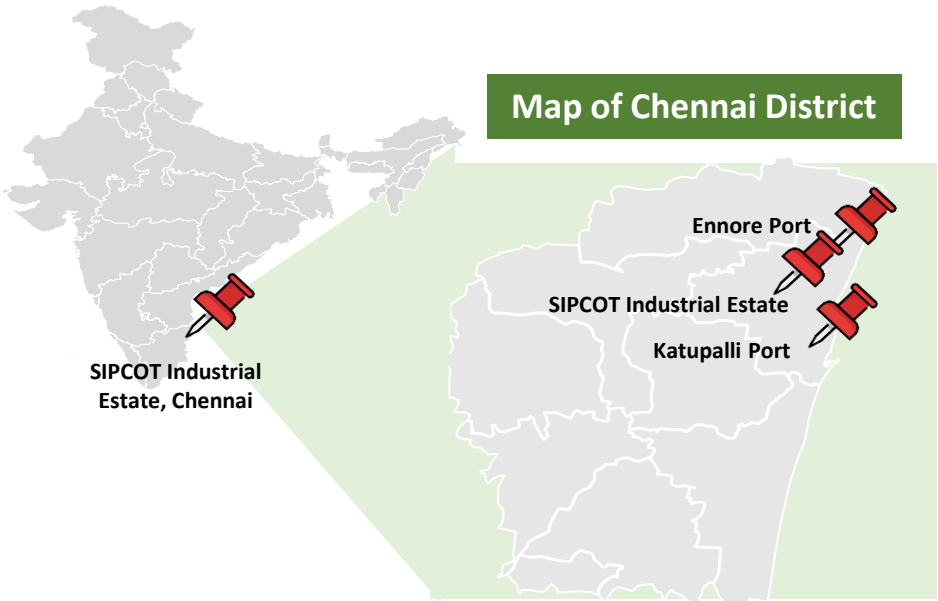 Map of Chennai District
Ennore Port
SIPCOT Industrial Estate
Katupalli Port
SIPCOT Industrial
Estate, Chennai